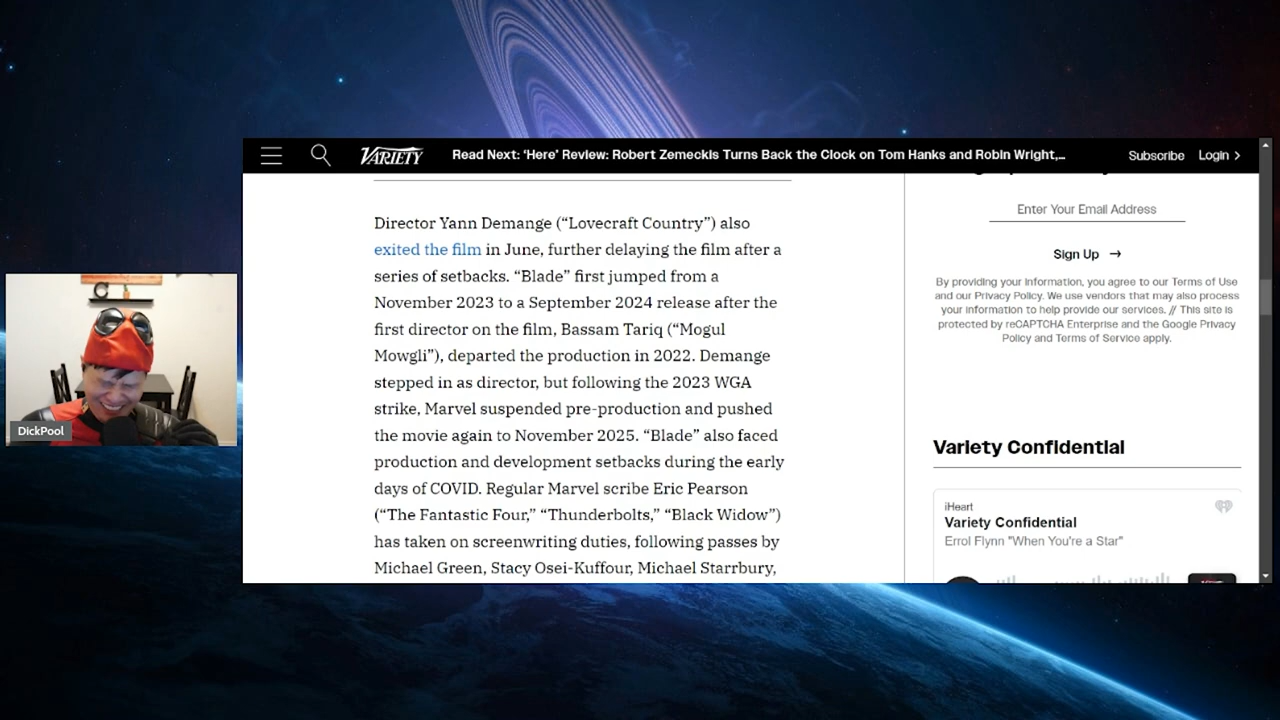 VARIETY
Read Next: ‘Here’ Review: Robert Zemeckis Turns Back the Clock on Tom Hanks and Robin Wright,...
Subscribe
Login
Director Yann Demange (“Lovecraft Country”) also
exited the film in June, further delaying the film after a
series of setbacks. “Blade” first jumped from a
November 2023 to a September 2024 release after the
first director on the film, Bassam Tariq (“Mogul
Mowgli”), departed the production in 2022. Demange
stepped in as director, but following the 2023 WGA
strike, Marvel suspended pre-production and pushed
the movie again to November 2025. “Blade” also faced
production and development setbacks during the early
days of COVID. Regular Marvel scribe Eric Pearson
(“The Fantastic Four,” “Thunderbolts,” “Black Widow”)
has taken on screenwriting duties, following passes by
Michael Green, Stacy Osei-Kuffour, Michael Starrbury,
Enter Your Email Address
Sign Up →
By providing your information, you agree to our Terms of Use
and our Privacy Policy. We use vendors that may also process
your information to help provide our services. // This site is
protected by reCAPTCHA Enterprise and the Google Privacy
Policy and Terms of Service apply.
Variety Confidential
iHeart
Variety Confidential
Errol Flynn "When You're a Star"
DickPool